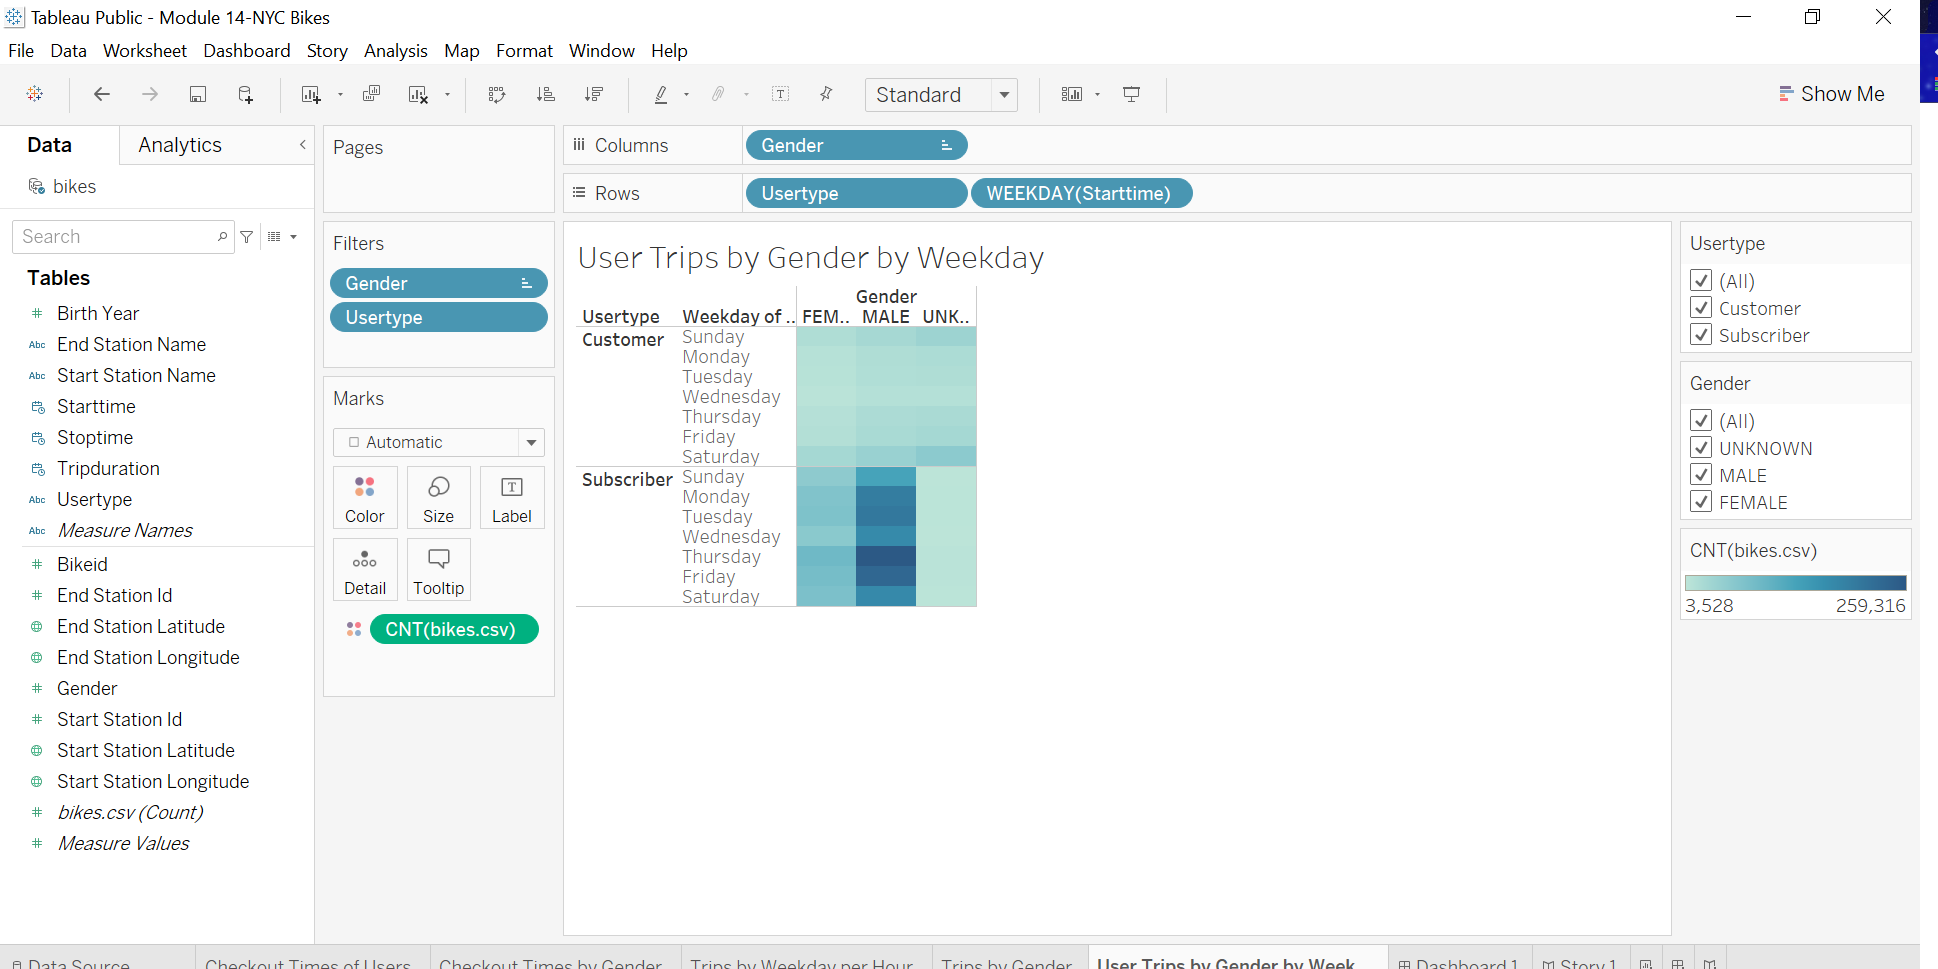 Tableau Public - Module 14-NYC Bikes
File Data Worksheet Dashboard Story Analysis Map Format Window Help
Standard
Show Me
Data
Analytics
bikes
Search
Tables
Birth Year
Abc End Station Name
Abc Start Station Name
Starttime
Stoptime
Tripduration
Abc Usertype
Abc Measure Names
Bikeid
End Station Id
End Station Latitude
End Station Longitude
Gender
Start Station Id
Start Station Latitude
Start Station Longitude
bikes.csv (Count)
Measure Values
Pages
Filters
Gender
Usertype
Marks
Automatic
Color Size Label
Detail Tooltip
CNT(bikes.csv)
Columns
Gender
Rows
Usertype
WEEKDAY(Starttime)
User Trips by Gender by Weekday
Gender
Usertype Weekday of .. FEM.. MALE UNK..
Customer Sunday
Monday
Tuesday
Wednesday
Thursday
Friday
Saturday
Subscriber Sunday
Monday
Tuesday
Wednesday
Thursday
Friday
Saturday
Usertype
(All)
Customer
Subscriber
Gender
(All)
UNKNOWN
MALE
FEMALE
CNT(bikes.csv)
3,528 259,316
Data Source Checkout Times of Users Checkout Times by Gender Trips by Weekday per Hour Trips by Gender User Trips by Gender by Week Dashboard 1 Story 1